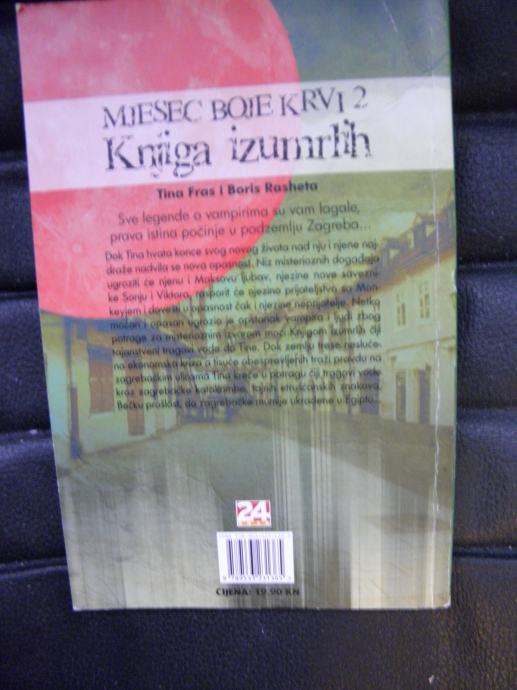 MJESEC BOJE KRVI 2
Knjiga izumrlih
Tina Fras i Boris Rasheta
Sve legende o vampirima su vam lagale,
prava istina počinje u podzemlju Zagreba...
Dok Tina hvata konce svog novog života nad nju i njene naj-
draže nadvila se nova opasnost. Niz misterioznih događaja
ugrozit će njenu i Maksovu ljubav, njezine nove savezni-
ke Sanju i Viktora, rasporit će njezino prijateljstvo sa Mon-
keyjem i dovesti u opasnost čak i njezine neprijatelje. Netko
moćan i opasan ugrozio je opstanak vampira i ljudi zbog
potrage za misterioznim izvorom moći Knjigom Izumrlih čiji
tajanstveni tragovi vode do Tine. Dok zemlju trese nesluće-
na ekonomska kriza a tisuće obespravljenih traži pravdu na
zagrebačkim ulicama Tina kreće u potragu čiji tragovi vode
kroz zagrebačke katakombe, tajnih etruščanskih znakova,
Bečku prošlost, do zagrebačke mumije ukradene u Egiptu...
24
CIJENA: 19,90 KN